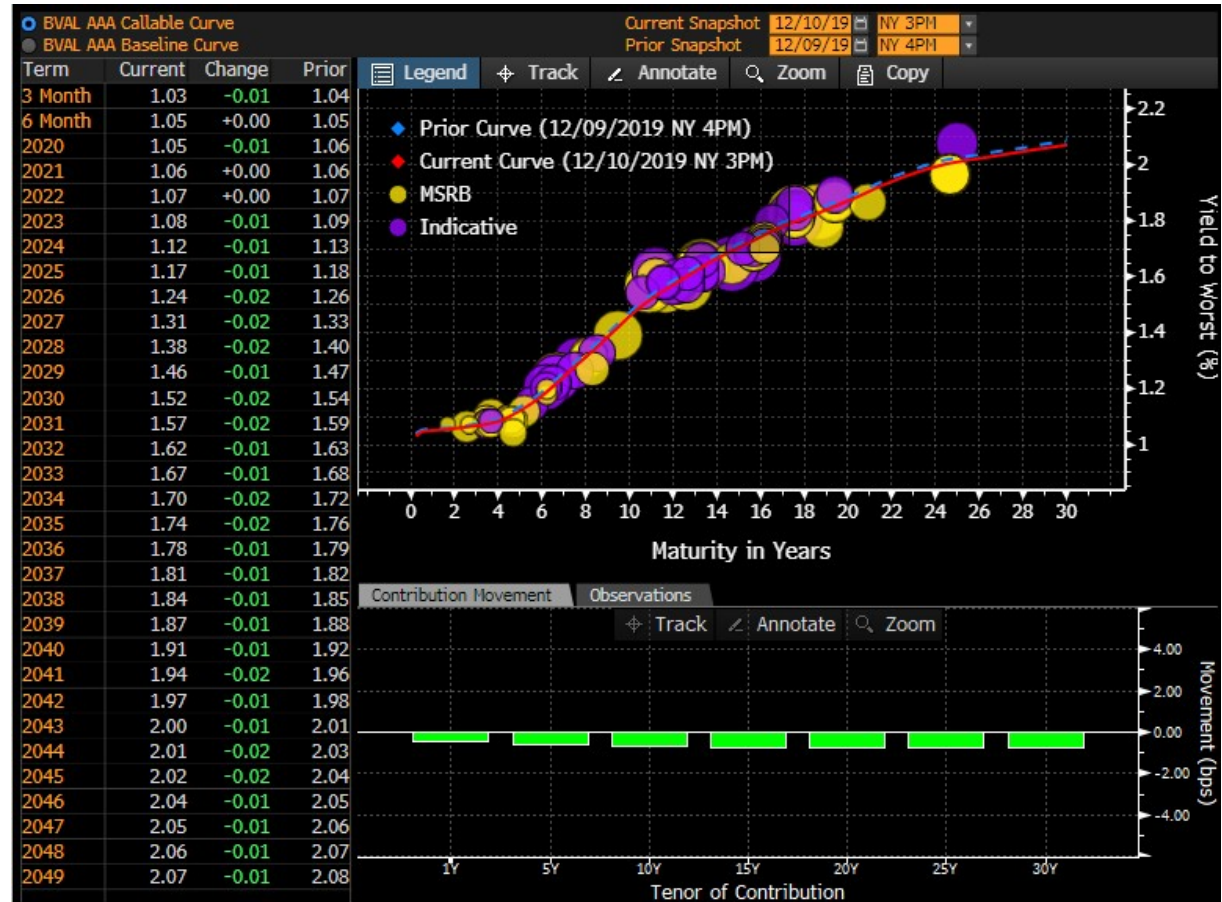 BVAL AAA Callable Curve
BVAL AAA Baseline Curve
Current Snapshot 12/10/19 NY 3PM
Prior Snapshot 12/09/19 NY 4PM
Term Current Change Prior
3 Month 1.03 -0.01 1.04
6 Month 1.05 +0.00 1.05
2020 1.05 -0.01 1.06
2021 1.06 +0.00 1.06
2022 1.07 +0.00 1.07
2023 1.08 -0.01 1.09
2024 1.12 -0.01 1.13
2025 1.17 -0.01 1.18
2026 1.24 -0.02 1.26
2027 1.31 -0.02 1.33
2028 1.38 -0.02 1.40
2029 1.46 -0.01 1.47
2030 1.52 -0.02 1.54
2031 1.57 -0.02 1.59
2032 1.62 -0.01 1.63
2033 1.67 -0.01 1.68
2034 1.70 -0.02 1.72
2035 1.74 -0.02 1.76
2036 1.78 -0.01 1.79
2037 1.81 -0.01 1.82
2038 1.84 -0.01 1.85
2039 1.87 -0.01 1.88
2040 1.91 -0.01 1.92
2041 1.94 -0.02 1.96
2042 1.97 -0.01 1.98
2043 2.00 -0.01 2.01
2044 2.01 -0.02 2.03
2045 2.02 -0.02 2.04
2046 2.04 -0.01 2.05
2047 2.05 -0.01 2.06
2048 2.06 -0.01 2.07
2049 2.07 -0.01 2.08
Legend Track Annotate Zoom Copy
Prior Curve (12/09/2019 NY 4PM)
Current Curve (12/10/2019 NY 3PM)
MSRB
Indicative
2.2
2
1.8
1.6
1.4
1.2
1
Yield to Worst (%)
0 2 4 6 8 10 12 14 16 18 20 22 24 26 28 30
Maturity in Years
Contribution Movement Observations
Track Annotate Zoom
4.00
2.00
0.00
-2.00
-4.00
Movement (bps)
1Y 5Y 10Y 15Y 20Y 25Y 30Y
Tenor of Contribution